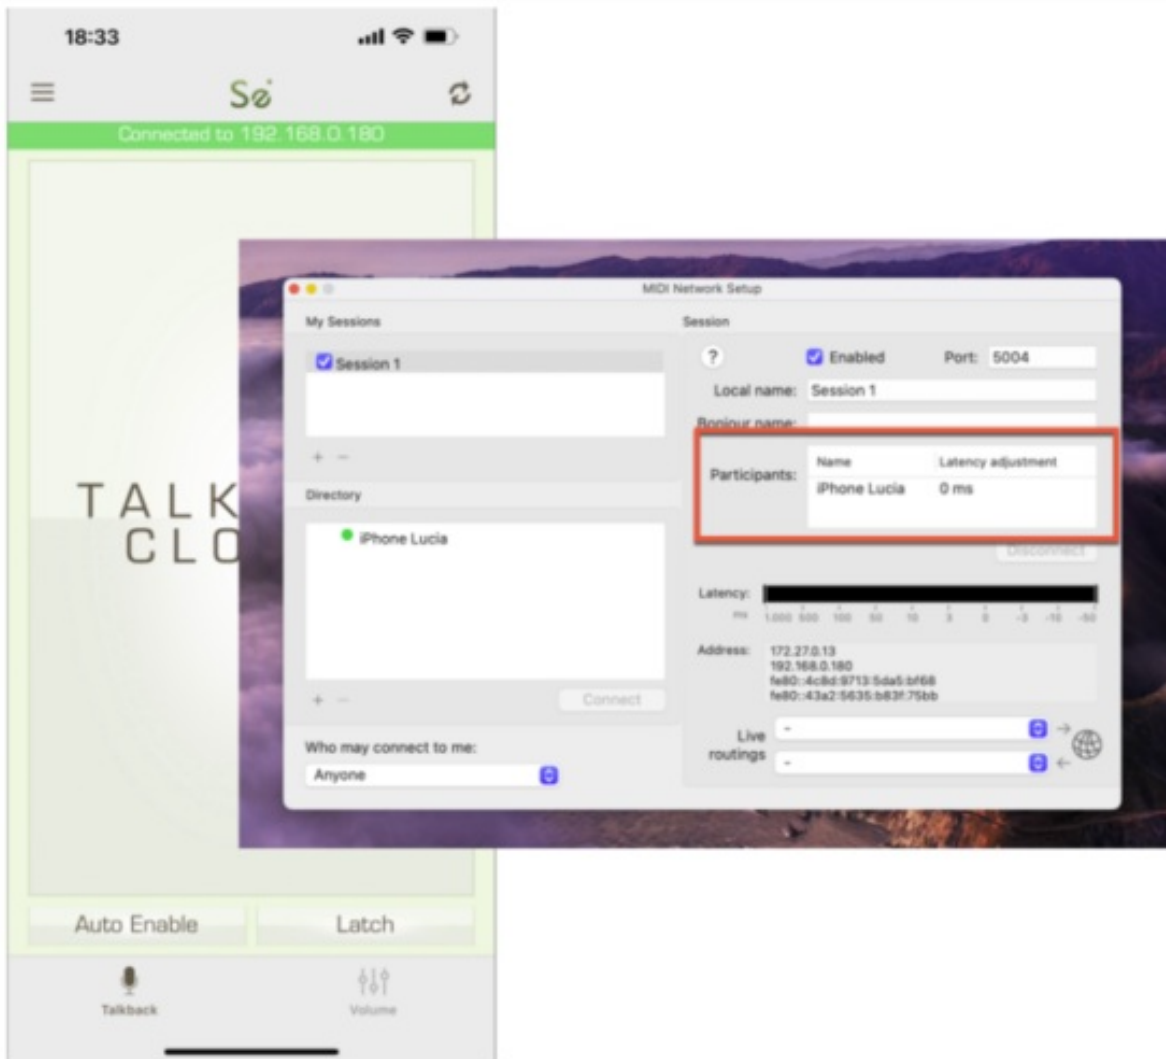 18:33
Se
Connected to 192.168.0.180
TALK
CLO
Auto Enable
Latch
Talkback
Volume
MIDI Network Setup
My Sessions
Session 1
+ -
Directory
iPhone Lucia
+ -
Connect
Who may connect to me:
Anyone
Session
?
Enabled
Port: 5004
Local name: Session 1
Bonjour name:
Participants:
Name Latency adjustment
iPhone Lucia 0 ms
Disconnect
Latency:
ms 1.000 500 100 50 10 3 0 -3 -10 -50
Address: 172.27.0.13
192.168.0.180
fe80::4c8d:9713:5da5:bf68
fe80::43a2:5635:b83f:75bb
Live
routings
-
-